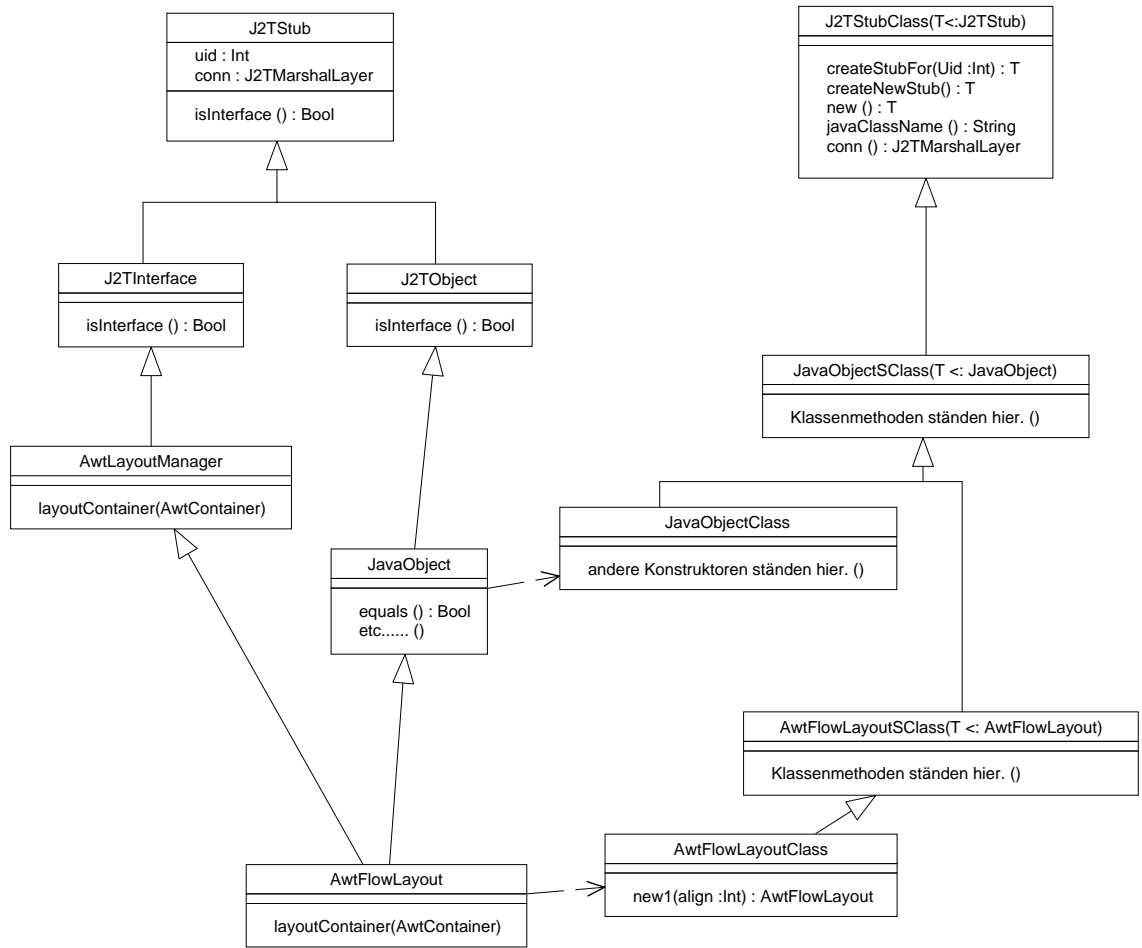 J2TStub
uid : Int
conn : J2TMarshalLayer
isInterface () : Bool
J2TStubClass(T<:J2TStub)
createStubFor(Uid :Int) : T
createNewStub() : T
new () : T
javaClassName () : String
conn () : J2TMarshalLayer
J2TInterface
isInterface () : Bool
J2TObject
isInterface () : Bool
JavaObjectSClass(T <: JavaObject)
Klassenmethoden ständen hier. ()
AwtLayoutManager
layoutContainer(AwtContainer)
JavaObject
equals () : Bool
etc...... ()
JavaObjectClass
andere Konstruktoren ständen hier. ()
AwtFlowLayoutSClass(T <: AwtFlowLayout)
Klassenmethoden ständen hier. ()
AwtFlowLayout
layoutContainer(AwtContainer)
AwtFlowLayoutClass
new1(align :Int) : AwtFlowLayout